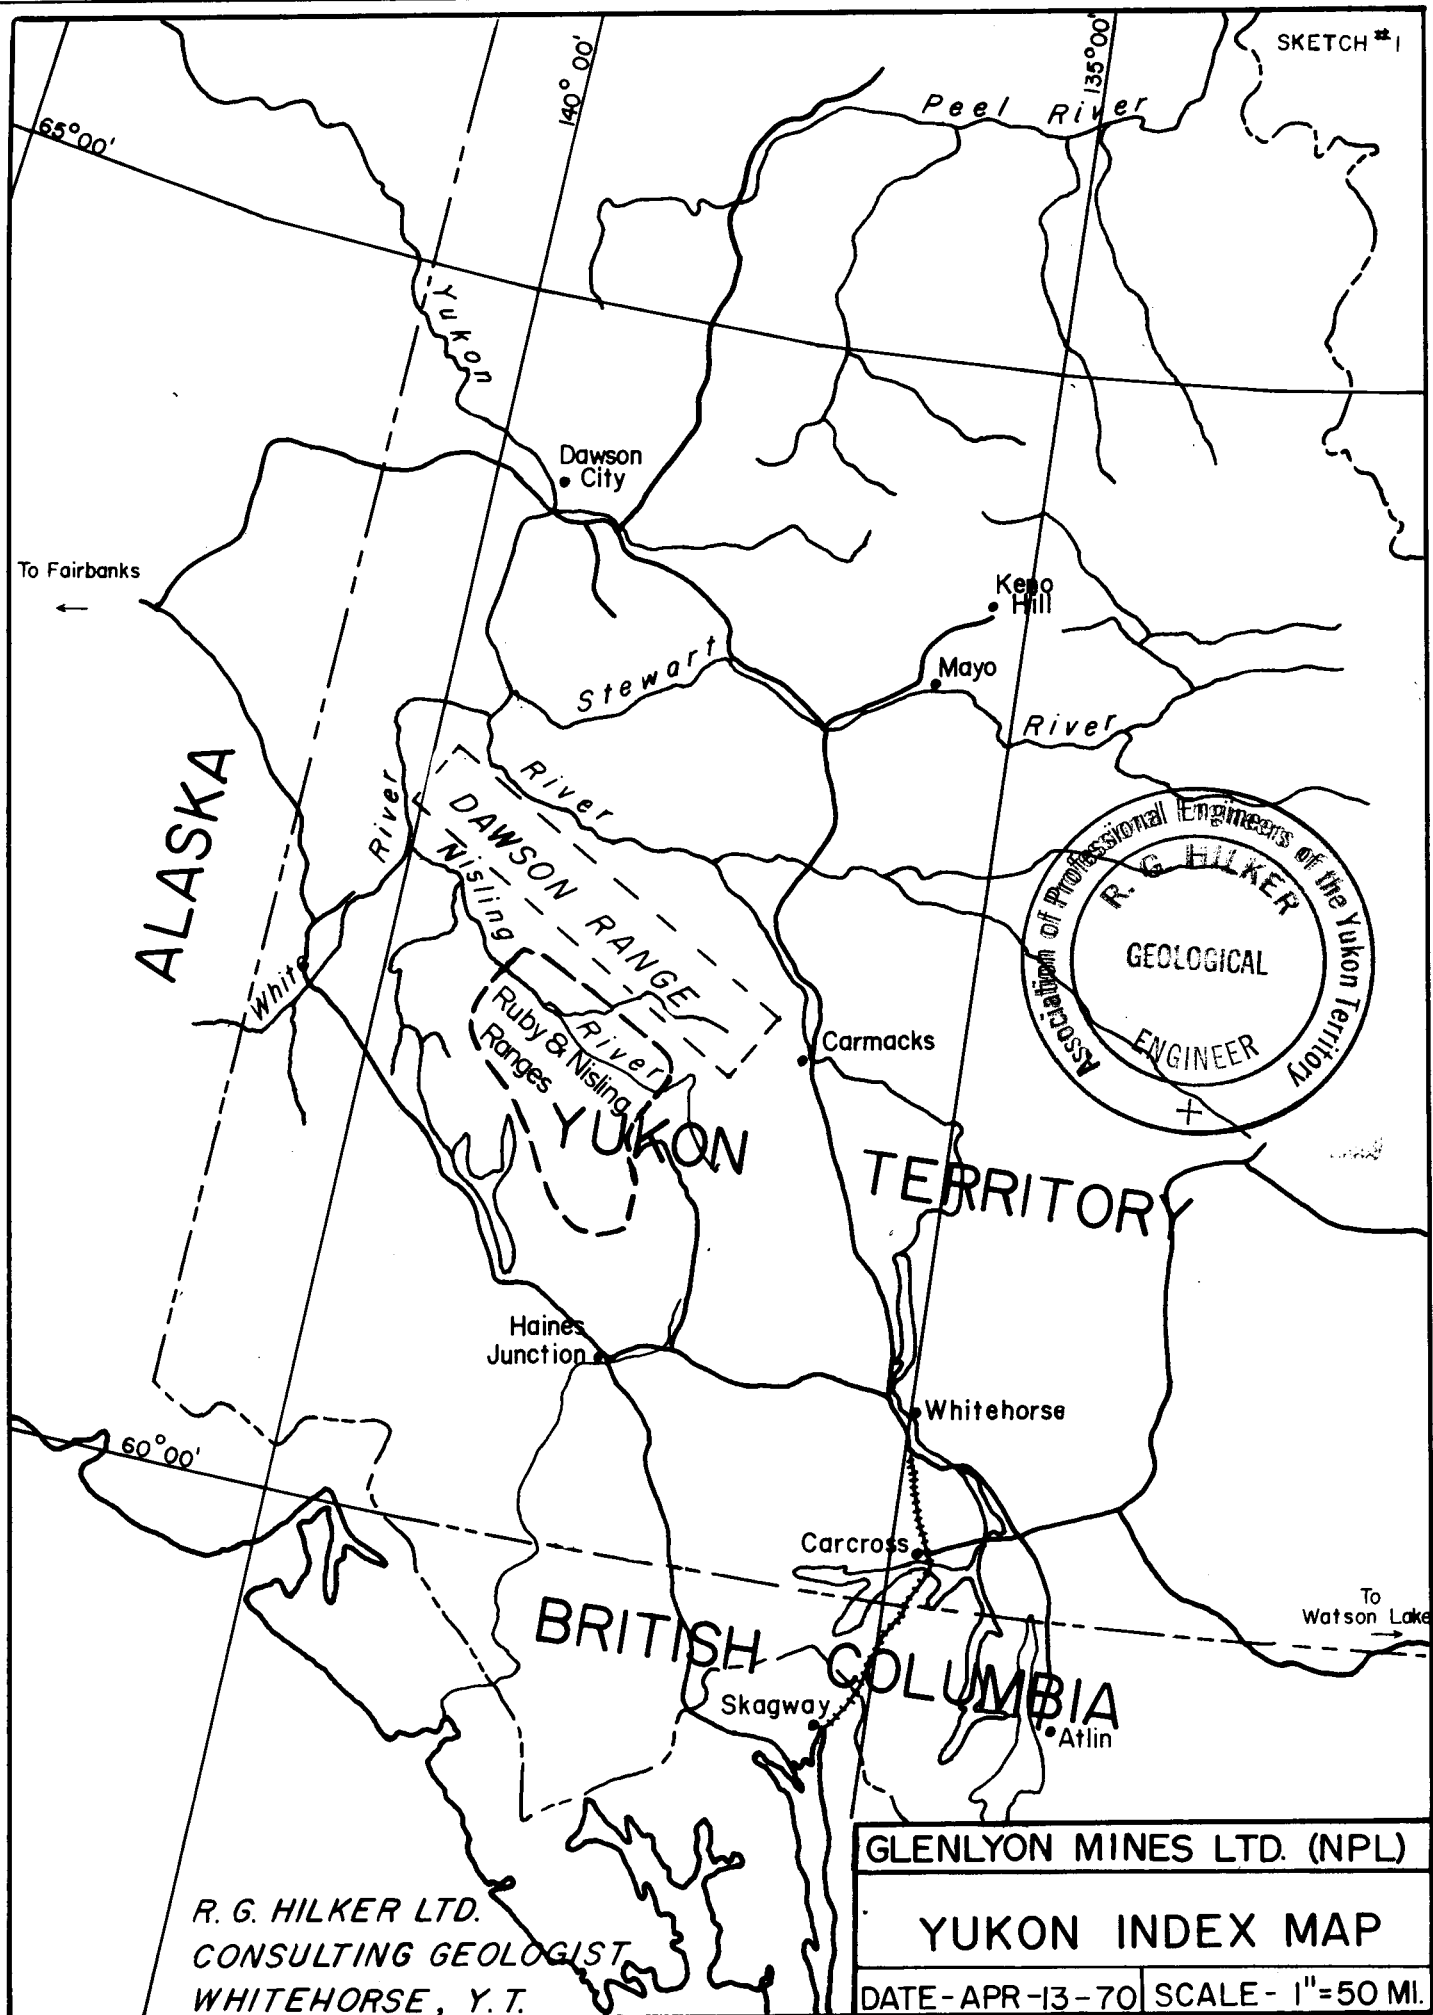 SKETCH #1
140° 00'
135° 00'
65° 00'
Peel River
Yukon
Dawson
City
To Fairbanks
←
Keno
Hill
Mayo
Stewart
River
River
River
ALASKA
DAWSON RANGE
Nisling
River
White
Ruby & Nisling
Ranges
Carmacks
Association of Professional Engineers of the Yukon Territory
R. G. HILKER
GEOLOGICAL
ENGINEER
YUKON TERRITORY
Haines
Junction
Whitehorse
60° 00'
Carcross
To
Watson Lake
→
BRITISH COLUMBIA
Skagway
Atlin
R. G. HILKER LTD.
CONSULTING GEOLOGIST
WHITEHORSE, Y.T.
GLENLYON MINES LTD. (NPL)
YUKON INDEX MAP
DATE - APR-13-70 SCALE - 1"=50 MI.